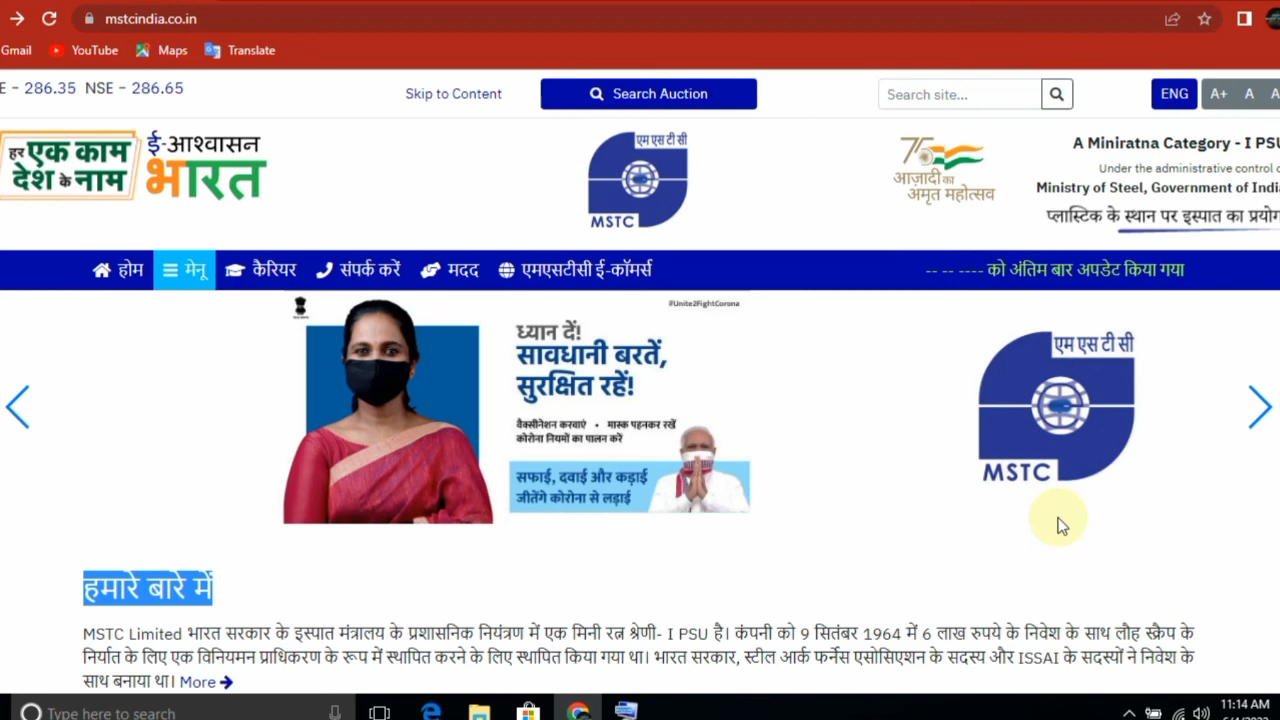 mstcindia.co.in
Gmail YouTube Maps Translate
E - 286.35 NSE - 286.65
Skip to Content
Search Auction
Search site...
ENG A+ A A
हर एक काम
देश के नाम
ई-आश्वासन
भारत
एम एस टी सी
MSTC
75
आज़ादी का
अमृत महोत्सव
A Miniratna Category - I PSU
Under the administrative control
Ministry of Steel, Government of India
प्लास्टिक के स्थान पर इस्पात का प्रयोग
होम मेनू कैरियर संपर्क करें मदद एमएसटीसी ई-कॉमर्स
-- -- ---- को अंतिम बार अपडेट किया गया
#Unite2FightCorona
ध्यान दें!
सावधानी बरतें,
सुरक्षित रहें!
वैक्सीनेशन करवाएं • मास्क पहनकर रखें
कोरोना नियमों का पालन करें
सफाई, दवाई और कड़ाई
जीतेंगे कोरोना से लड़ाई
एम एस टी सी
MSTC
हमारे बारे में
MSTC Limited भारत सरकार के इस्पात मंत्रालय के प्रशासनिक नियंत्रण में एक मिनी रत्न श्रेणी- I PSU है। कंपनी को 9 सितंबर 1964 में 6 लाख रुपये के निवेश के साथ लौह स्क्रैप के
निर्यात के लिए एक विनियमन प्राधिकरण के रूप में स्थापित करने के लिए स्थापित किया गया था। भारत सरकार, स्टील आर्क फर्नेस एसोसिएशन के सदस्य और ISSAI के सदस्यों ने निवेश के
साथ बनाया था। More
Type here to search
11:14 AM